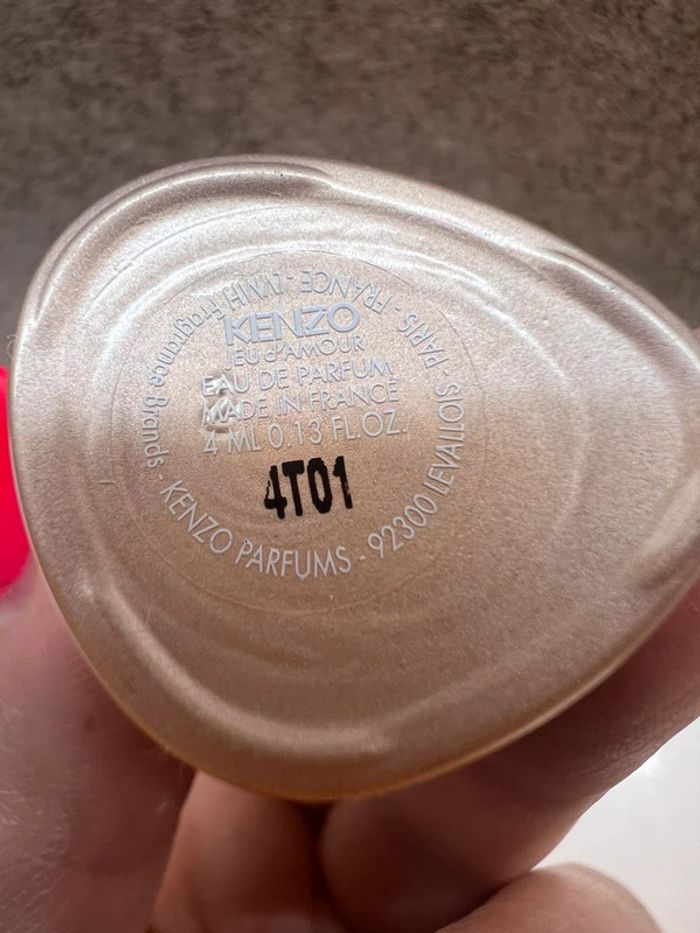 KENZO
JEU d'AMOUR
EAU DE PARFUM
MADE IN FRANCE
4 ML 0.13 FL.OZ.
4T01
KENZO PARFUMS - 92300 LEVALLOIS - PARIS - FRANCE - LVMH Fragrance Brands -